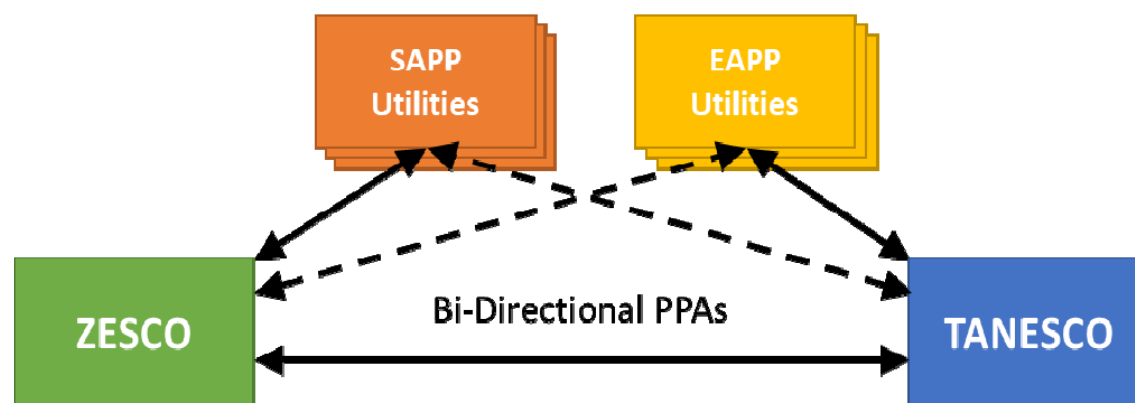 SAPP
Utilities
EAPP
Utilities
Bi-Directional PPAs
ZESCO
TANESCO